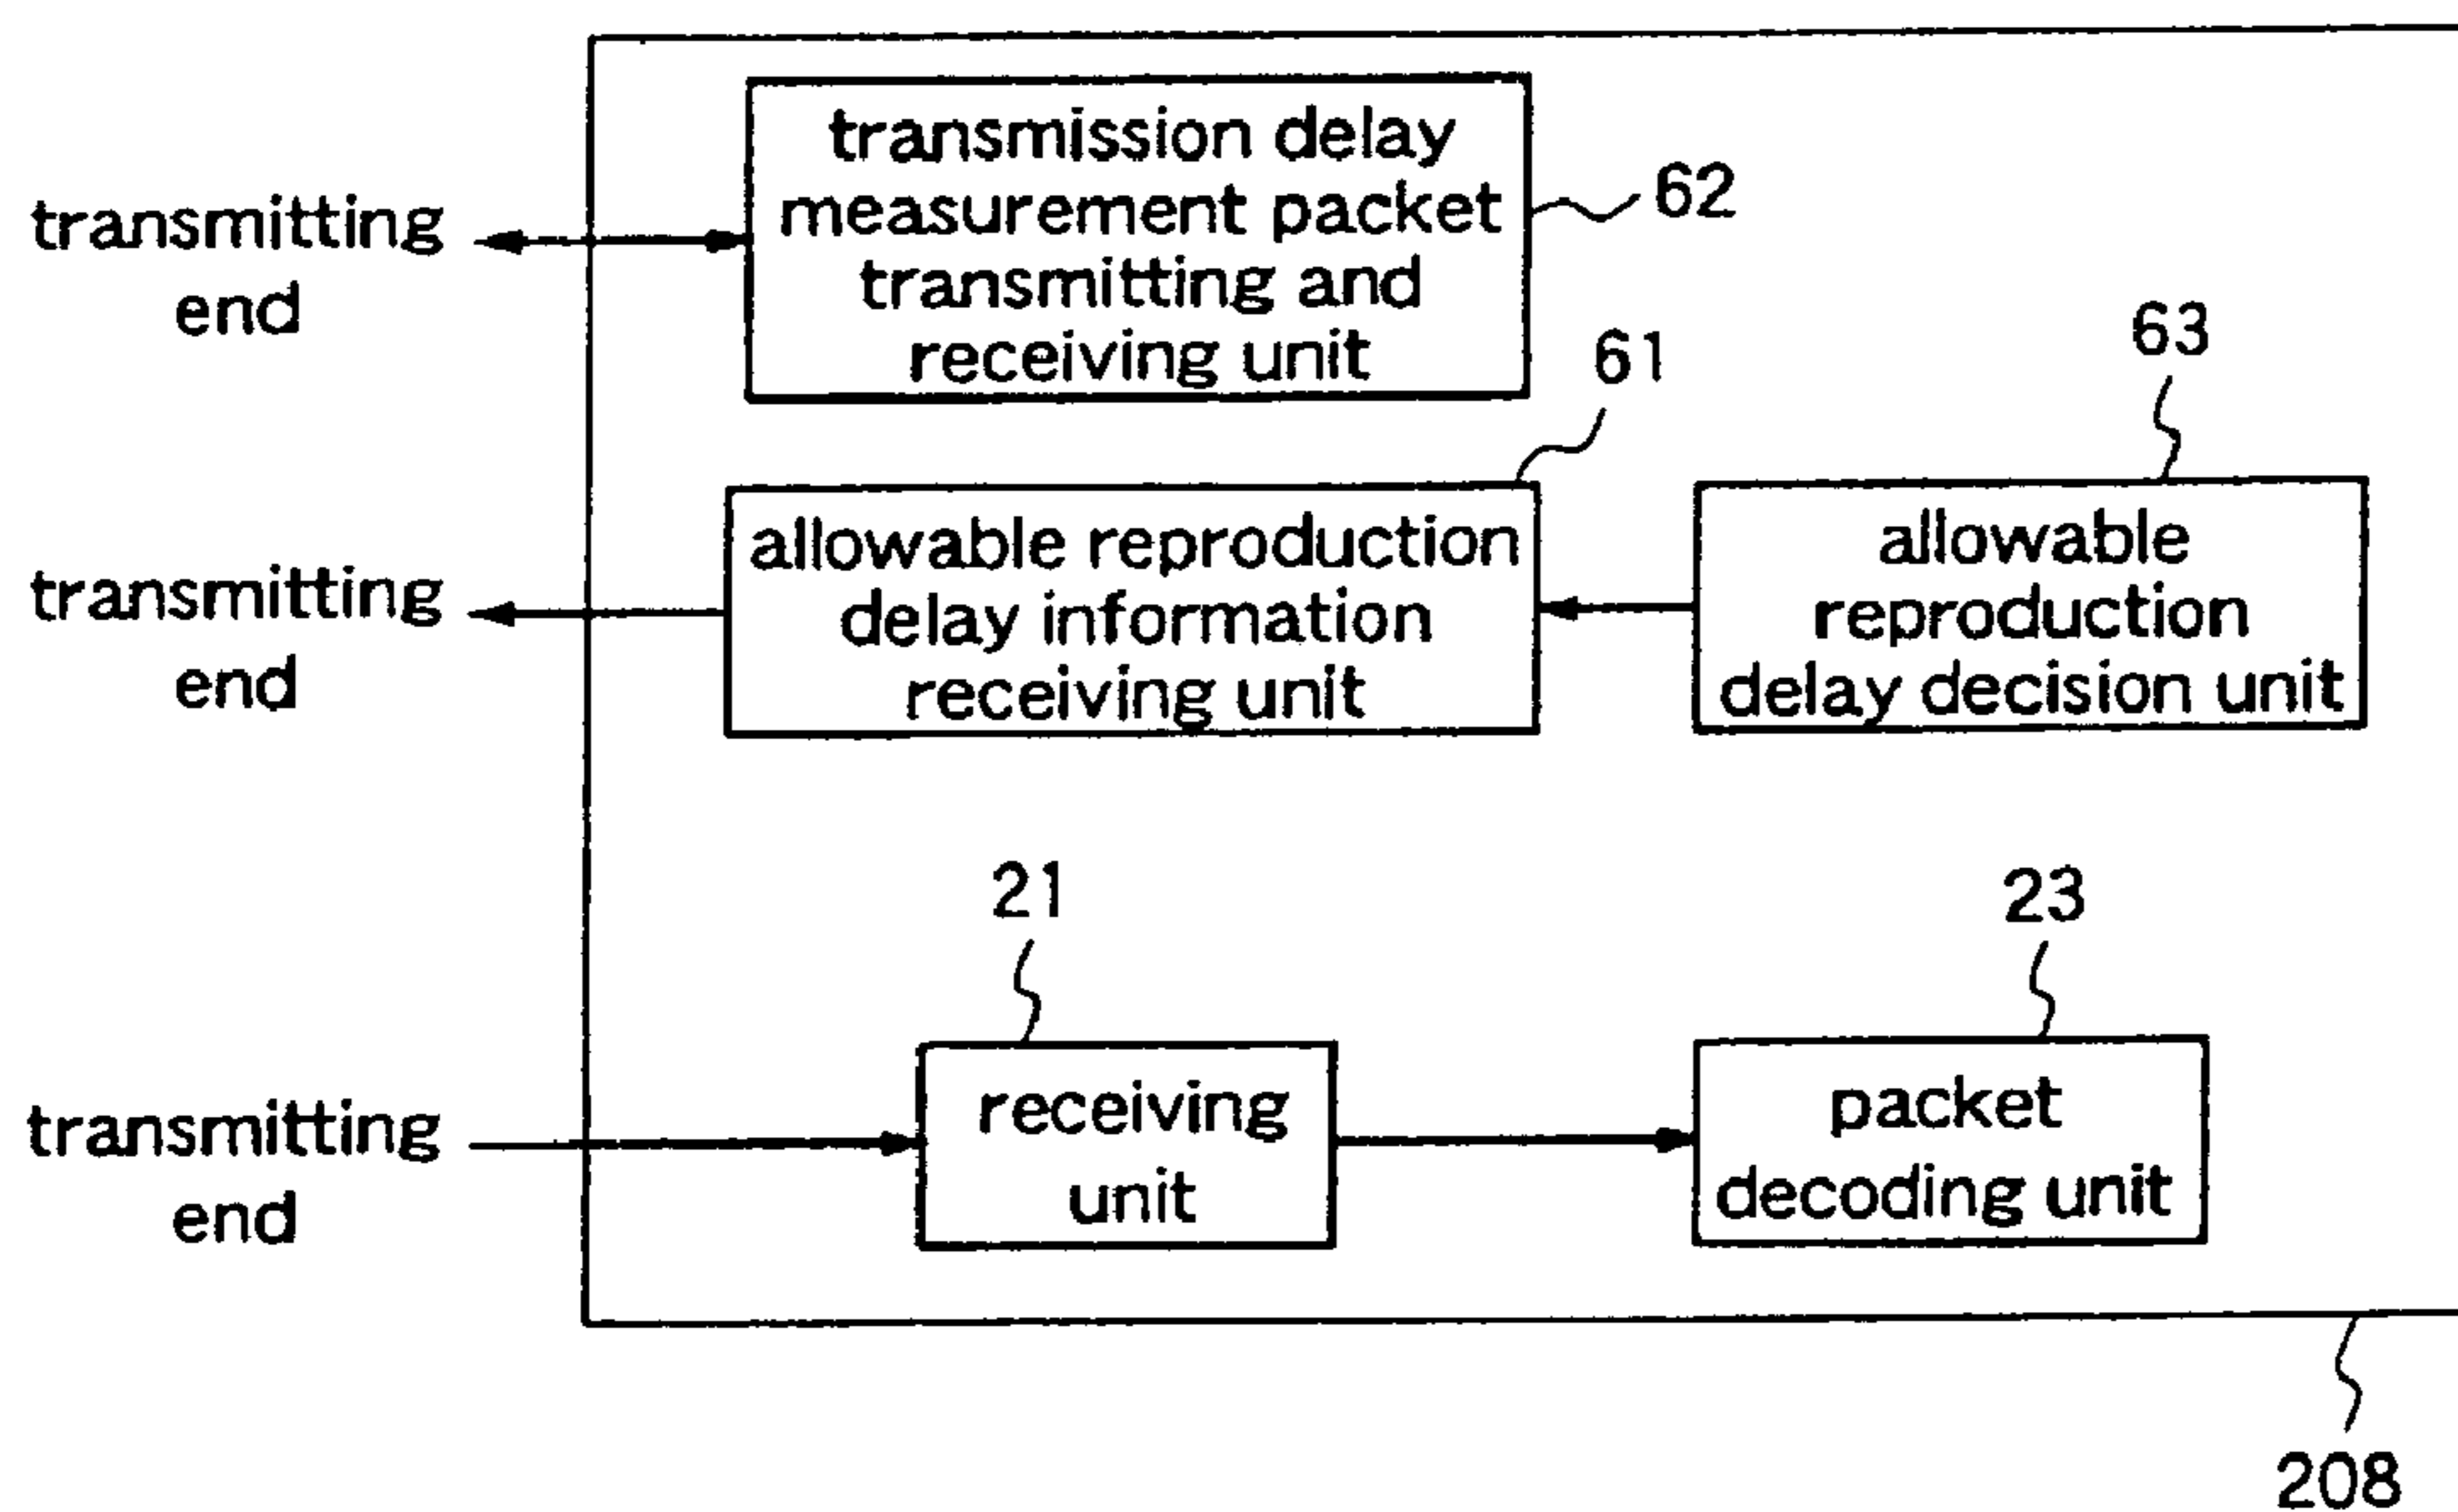 transmission delay
measurement packet
transmitting and
receiving unit
62
transmitting
end
61
63
allowable reproduction
delay information
receiving unit
allowable
reproduction
delay decision unit
transmitting
end
21
23
receiving
unit
packet
decoding unit
transmitting
end
208